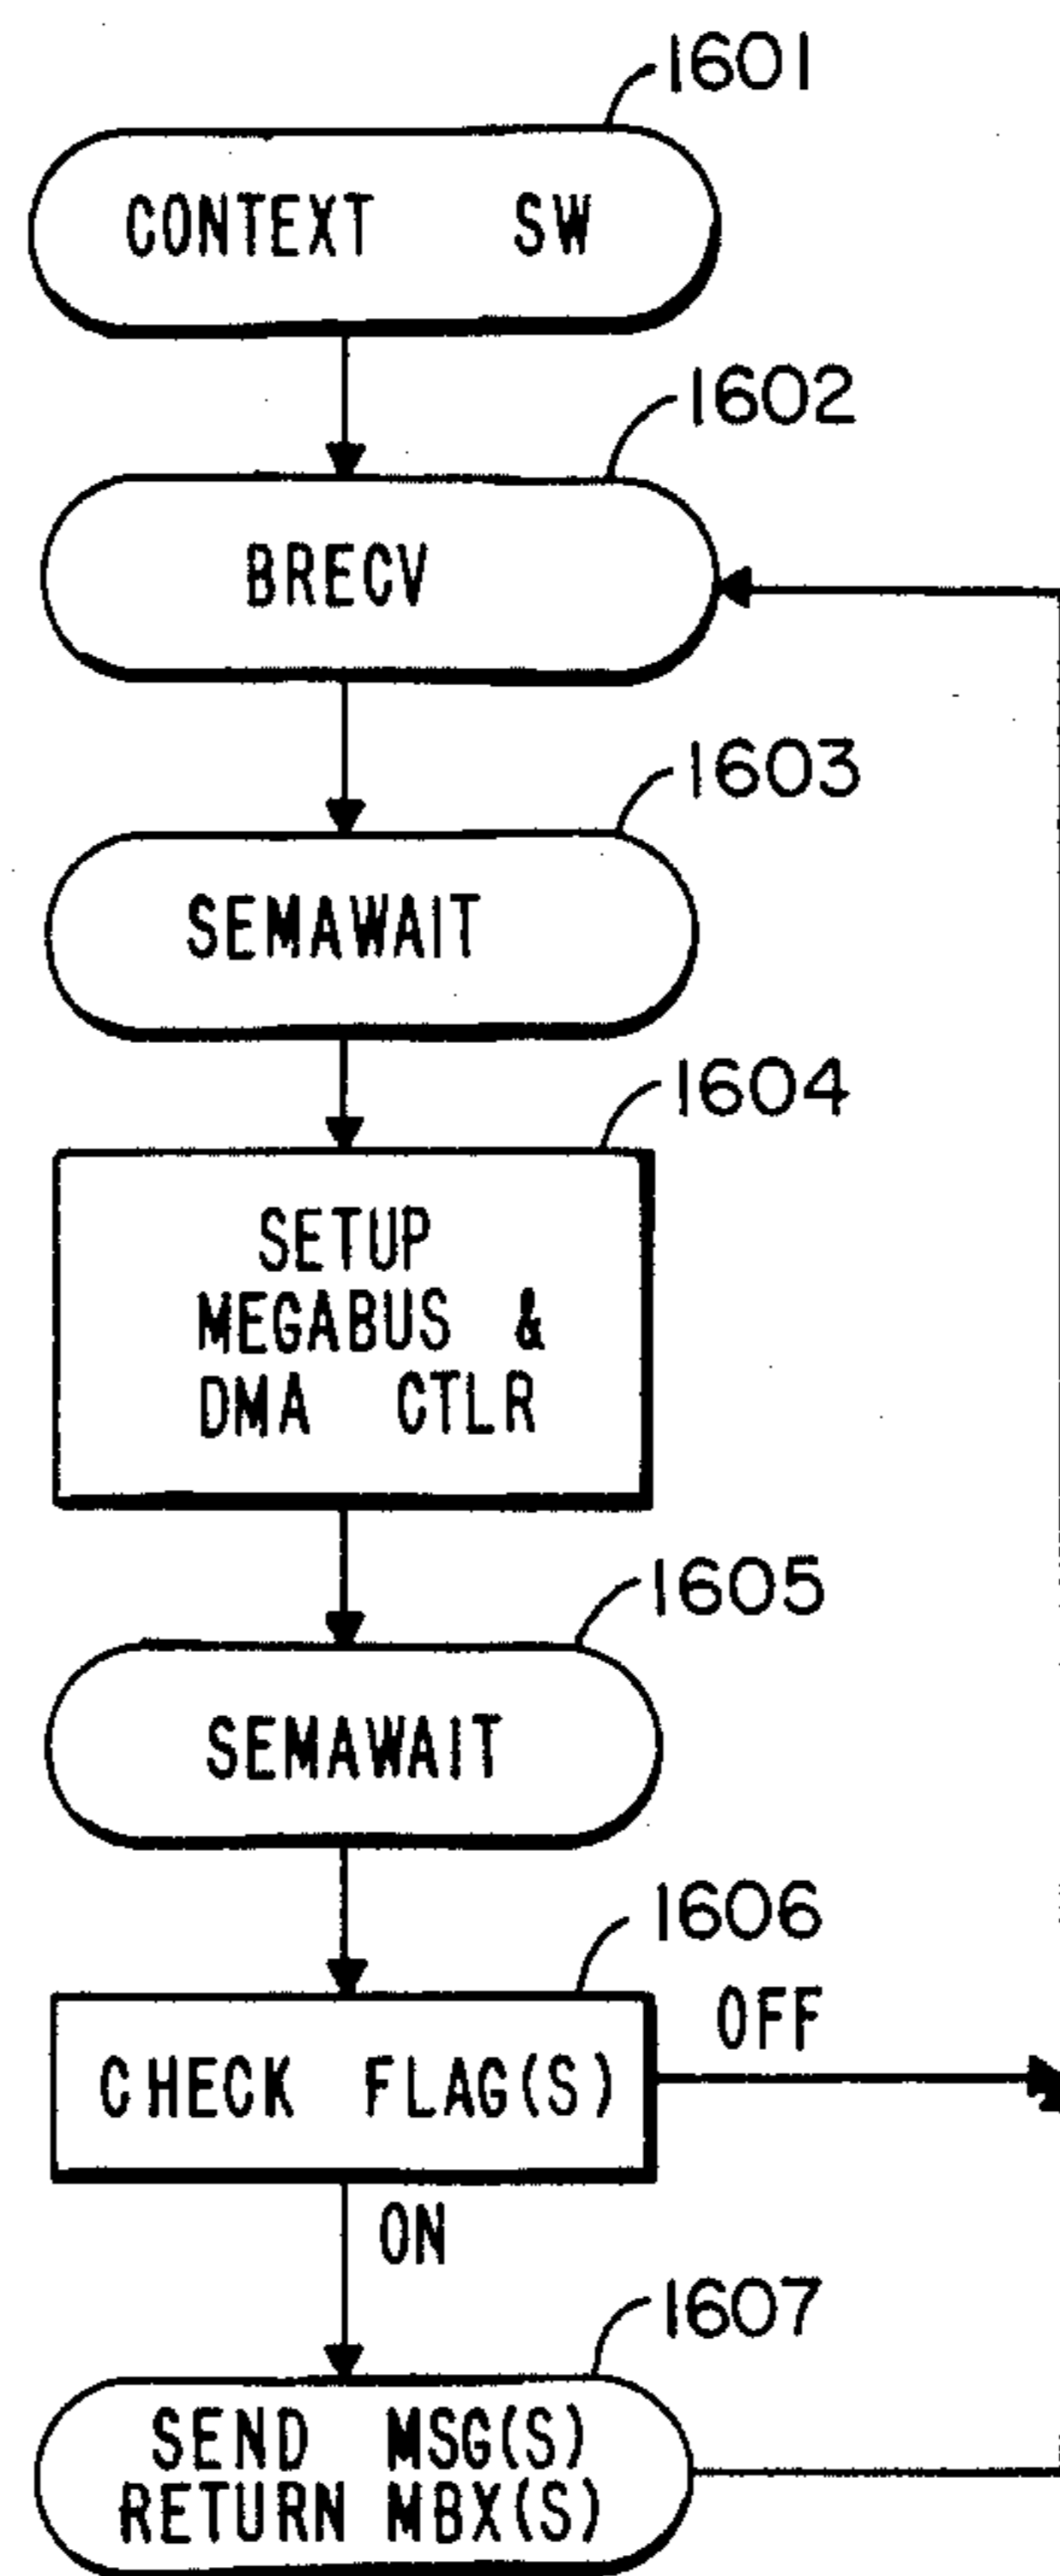 1601
CONTEXT SW
1602
BRECV
1603
SEMAWAIT
1604
SETUP
MEGABUS &
DMA CTLR
1605
SEMAWAIT
1606
OFF
CHECK FLAG(S)
ON
1607
SEND MSG(S)
RETURN MBX(S)